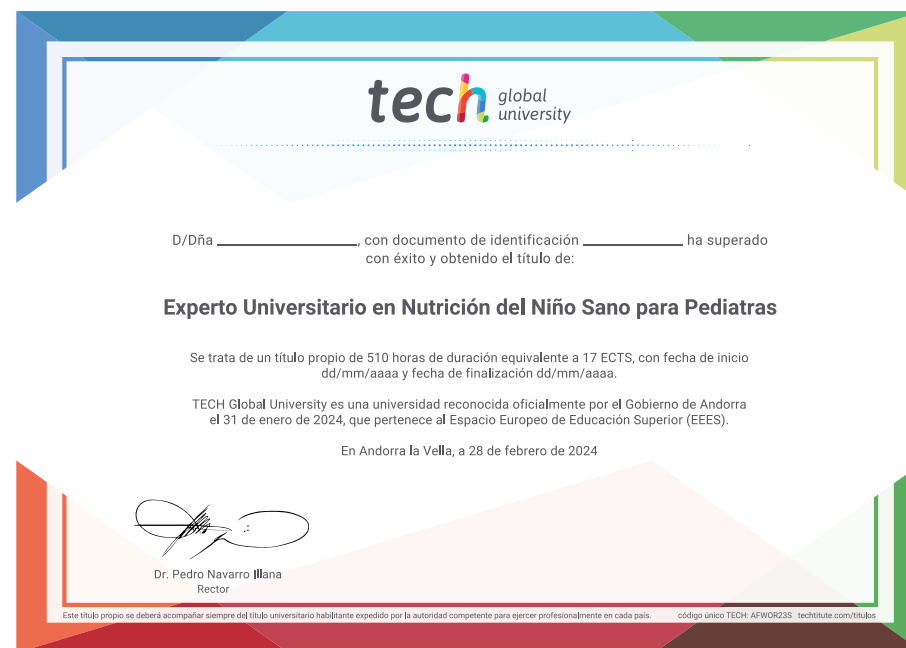 tech global university
D/Dña ____________, con documento de identificación ____________ ha superado
con éxito y obtenido el título de:
Experto Universitario en Nutrición del Niño Sano para Pediatras
Se trata de un título propio de 510 horas de duración equivalente a 17 ECTS, con fecha de inicio
dd/mm/aaaa y fecha de finalización dd/mm/aaaa.
TECH Global University es una universidad reconocida oficialmente por el Gobierno de Andorra
el 31 de enero de 2024, que pertenece al Espacio Europeo de Educación Superior (EEES).
En Andorra la Vella, a 28 de febrero de 2024
Dr. Pedro Navarro Illana
Rector
Este título propio se deberá acompañar siempre del título universitario habilitante expedido por la autoridad competente para ejercer profesionalmente en cada país.
código único TECH: AFWOR23S techtitute.com/titulos